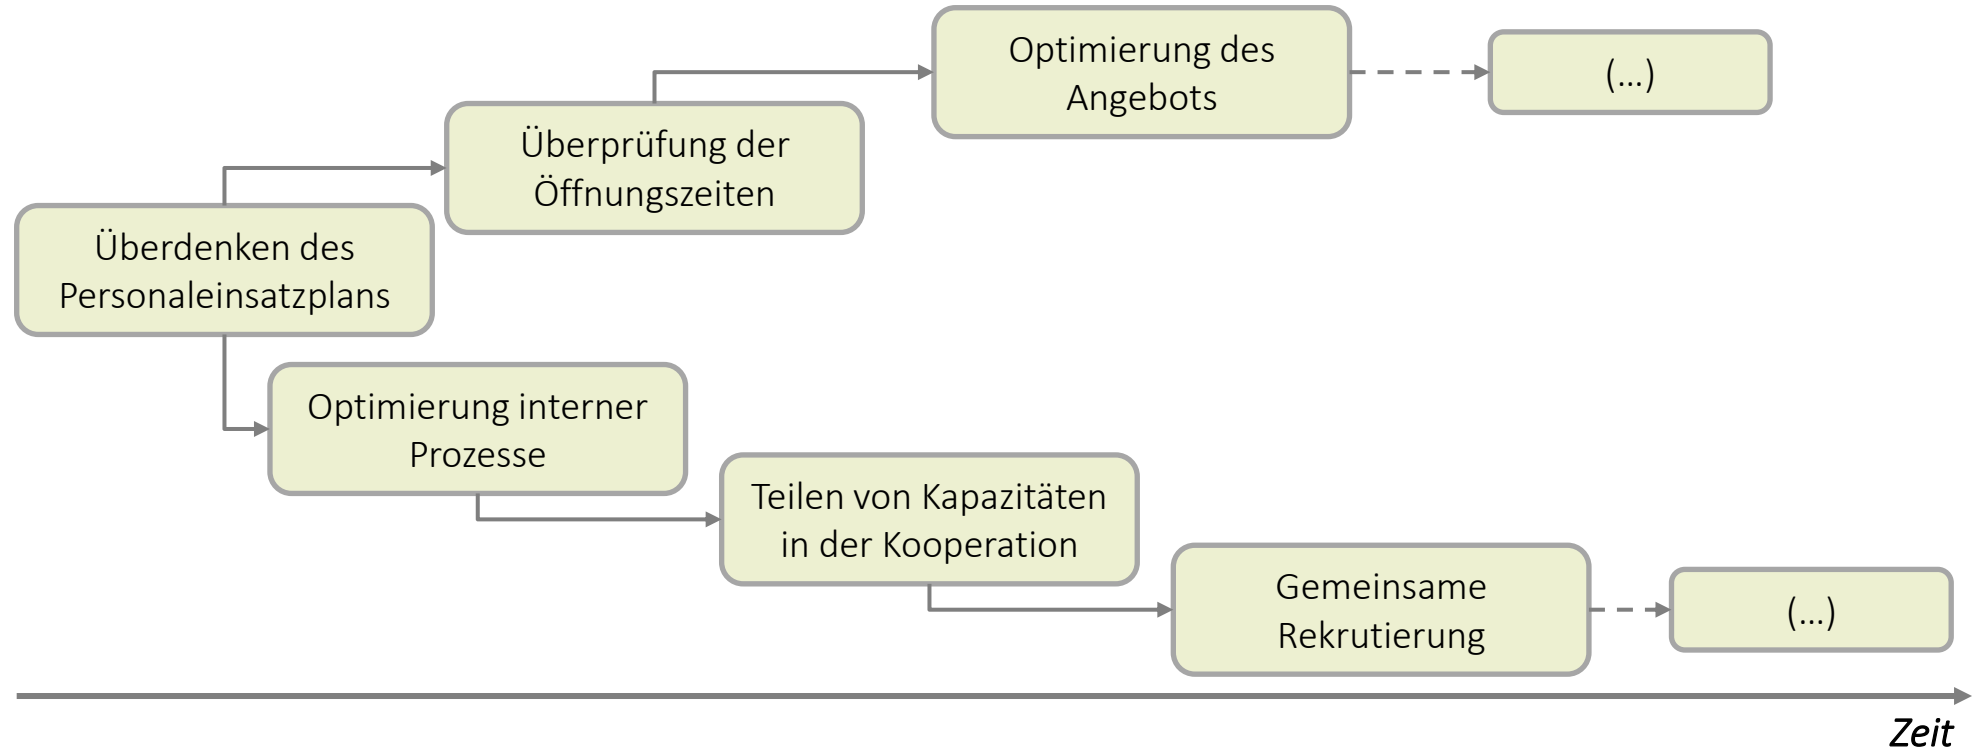 Optimierung des
Angebots
(...)
Überprüfung der
Öffnungszeiten
Überdenken des
Personaleinsatzplans
Optimierung interner
Prozesse
Teilen von Kapazitäten
in der Kooperation
Gemeinsame
Rekrutierung
(...)
Zeit